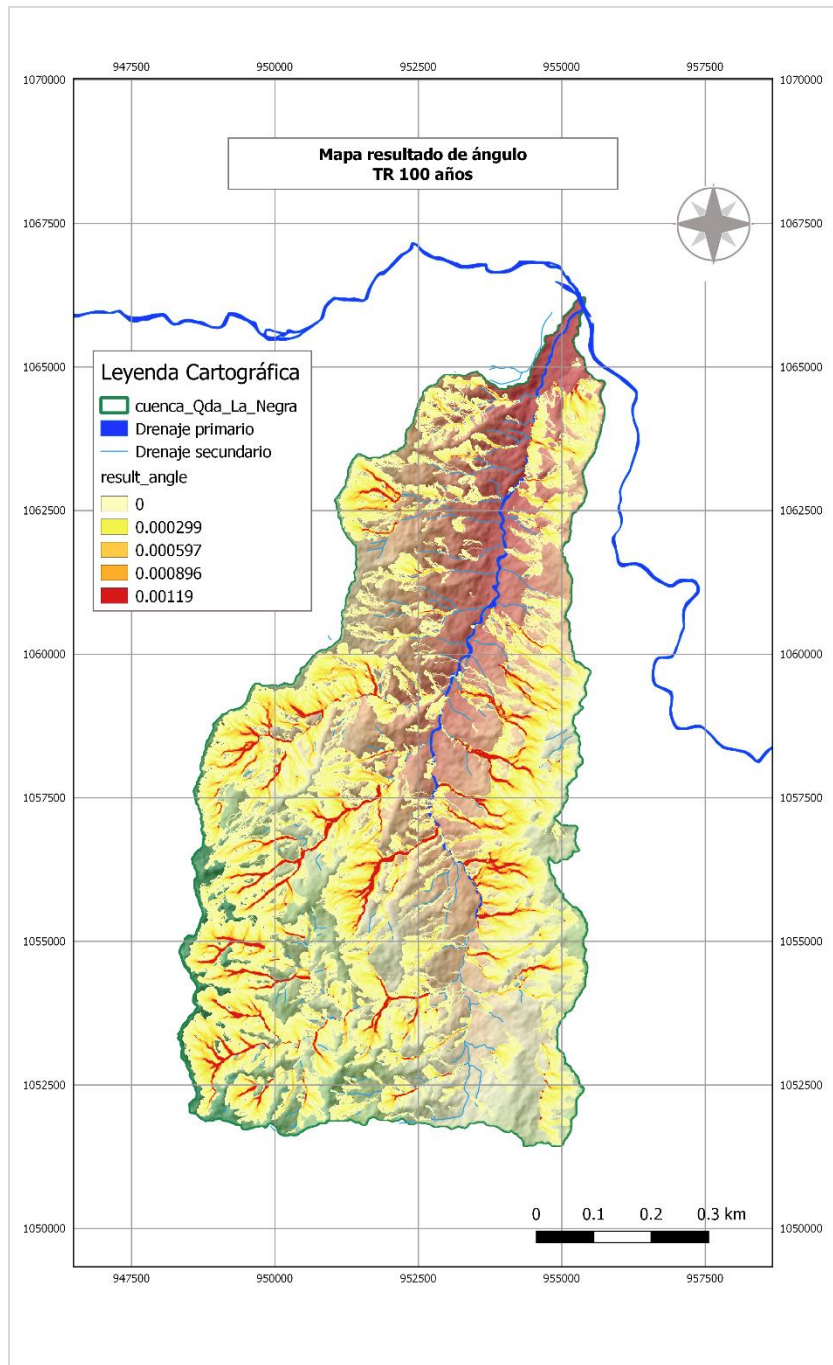 947500 950000 952500 955000 957500
1070000 1070000
Mapa resultado de ángulo
TR 100 años
1067500 1067500
1065000 1065000
Leyenda Cartográfica
cuenca_Qda_La_Negra
Drenaje primario
Drenaje secundario
result_angle
0
0.000299
0.000597
0.000896
0.00119
1062500 1062500
1060000 1060000
1057500 1057500
1055000 1055000
1052500 1052500
0 0.1 0.2 0.3 km
1050000 1050000
947500 950000 952500 955000 957500